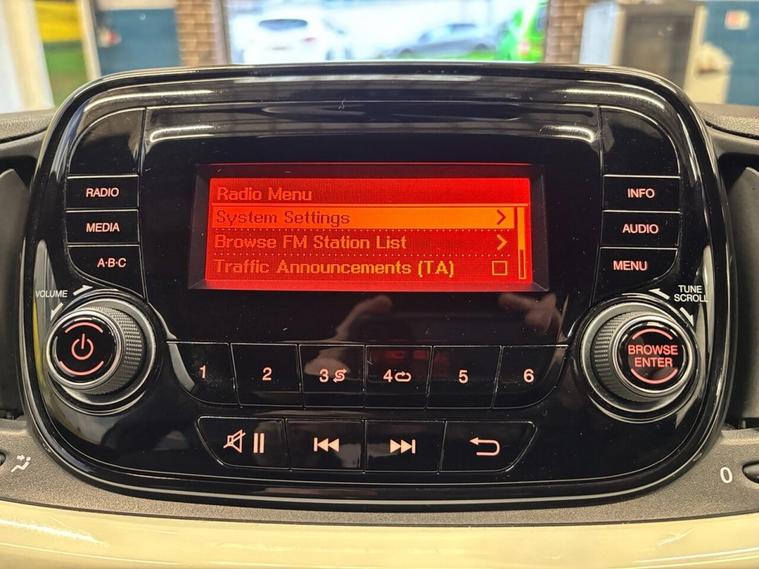 RADIO
MEDIA
A·B·C
VOLUME
Radio Menu
System Settings
Browse FM Station List
Traffic Announcements (TA)
INFO
AUDIO
MENU
TUNE
SCROLL
BROWSE
ENTER
1 2 3 4 5 6
0